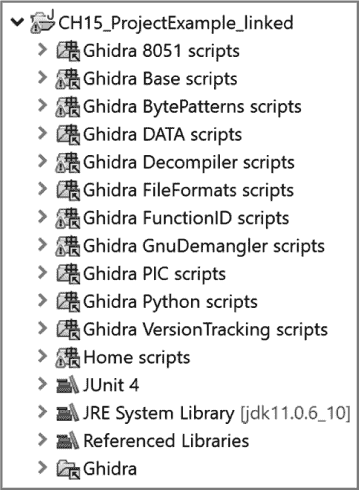 CH15_ProjectExample_linked
Ghidra 8051 scripts
Ghidra Base scripts
Ghidra BytePatterns scripts
Ghidra DATA scripts
Ghidra Decompiler scripts
Ghidra FileFormats scripts
Ghidra FunctionID scripts
Ghidra GnuDemangler scripts
Ghidra PIC scripts
Ghidra Python scripts
Ghidra VersionTracking scripts
Home scripts
JUnit 4
JRE System Library [jdk11.0.6_10]
Referenced Libraries
Ghidra